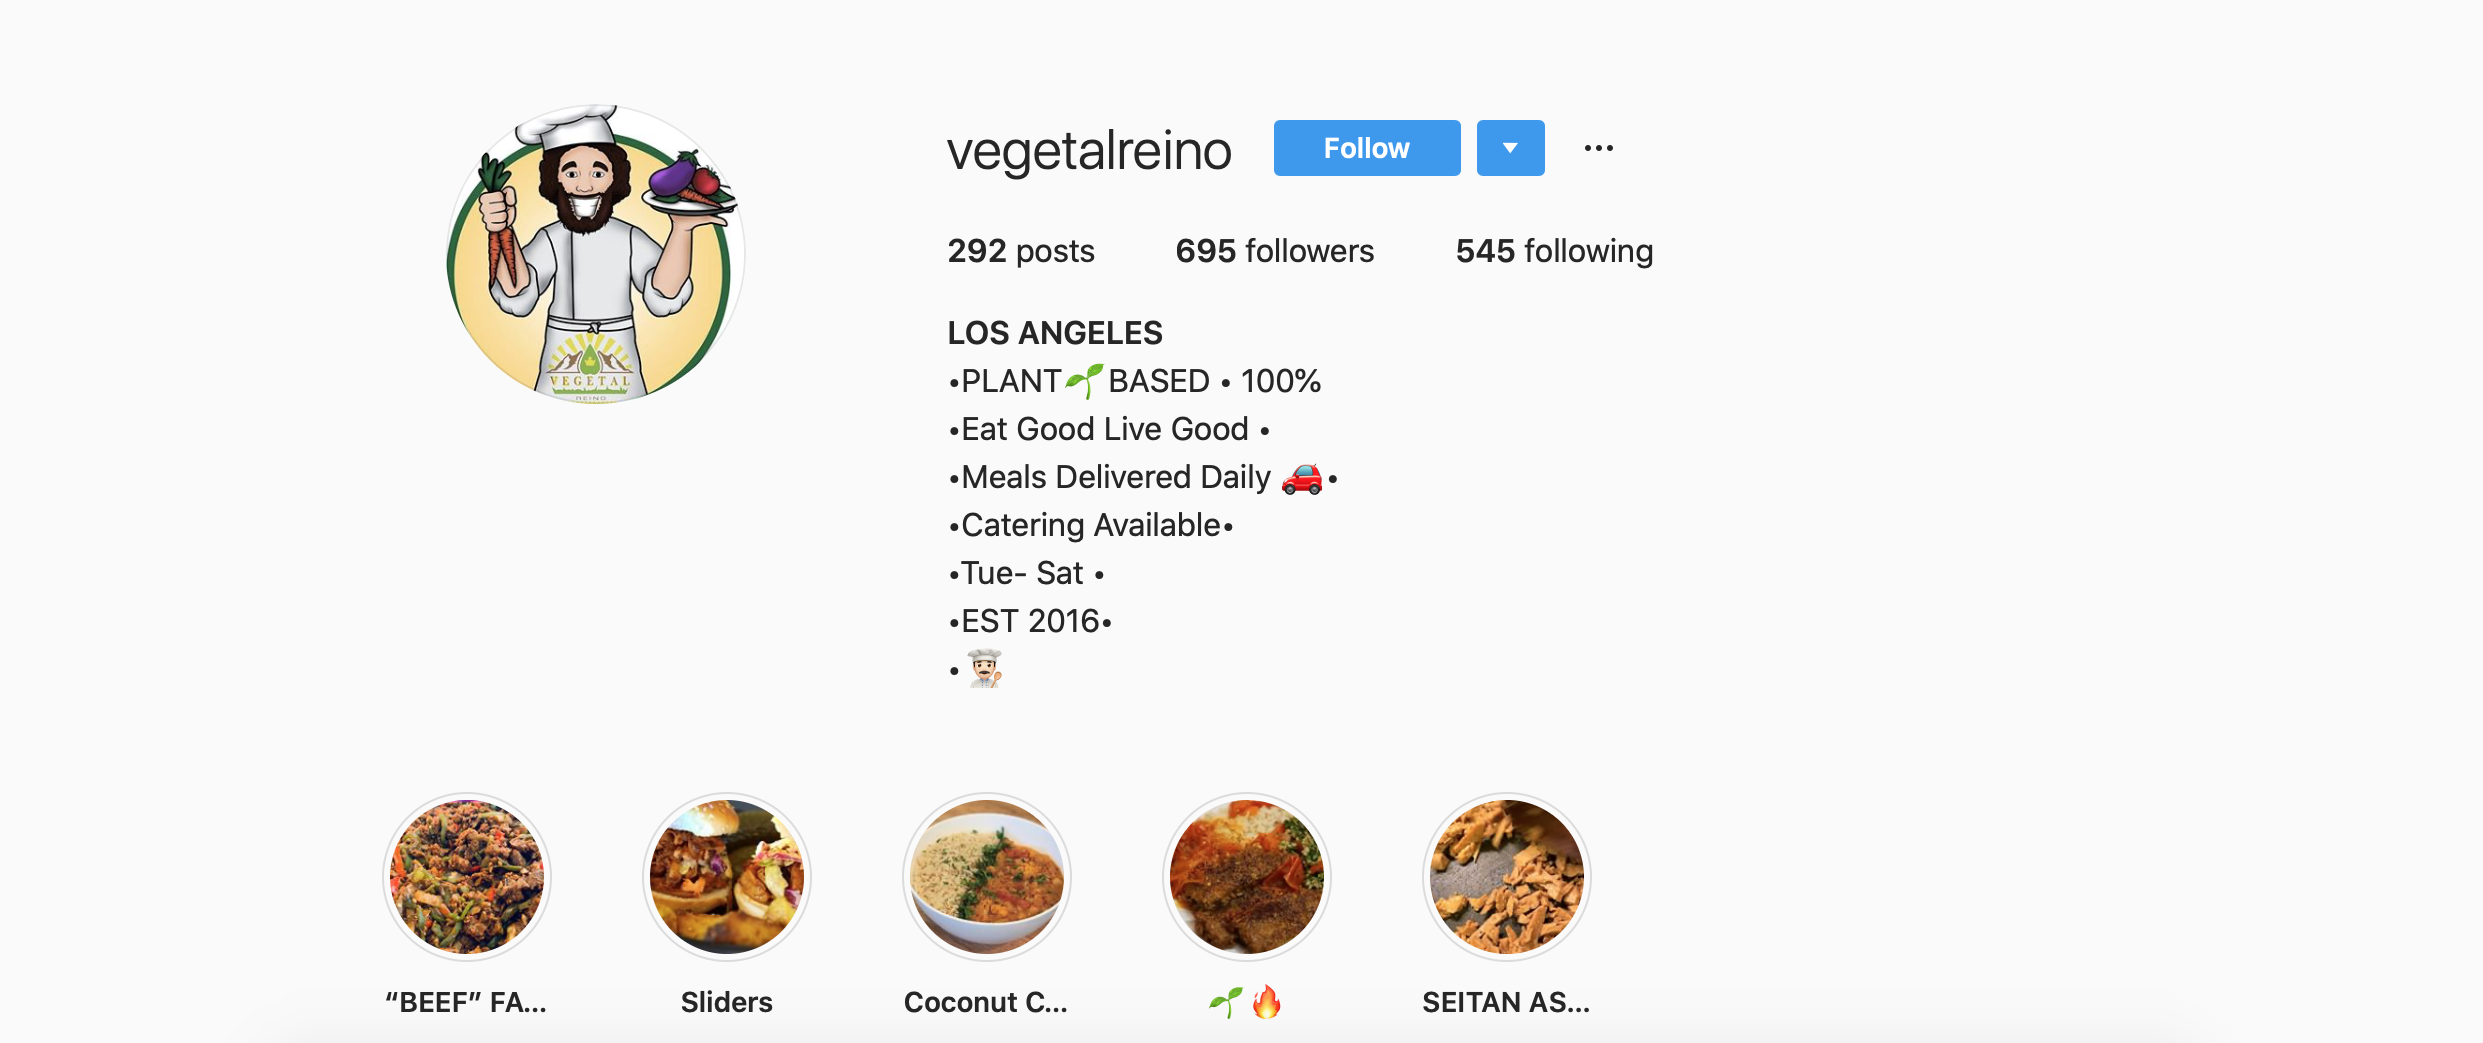 vegetalreino Follow ...
292 posts 695 followers 545 following
LOS ANGELES
•PLANT🌱BASED • 100%
•Eat Good Live Good •
•Meals Delivered Daily 🚗•
•Catering Available•
•Tue- Sat •
•EST 2016•
•👨🏻‍🍳
VEGETAL
REINO
“BEEF” FA... Sliders Coconut C... 🌱🔥 SEITAN AS...